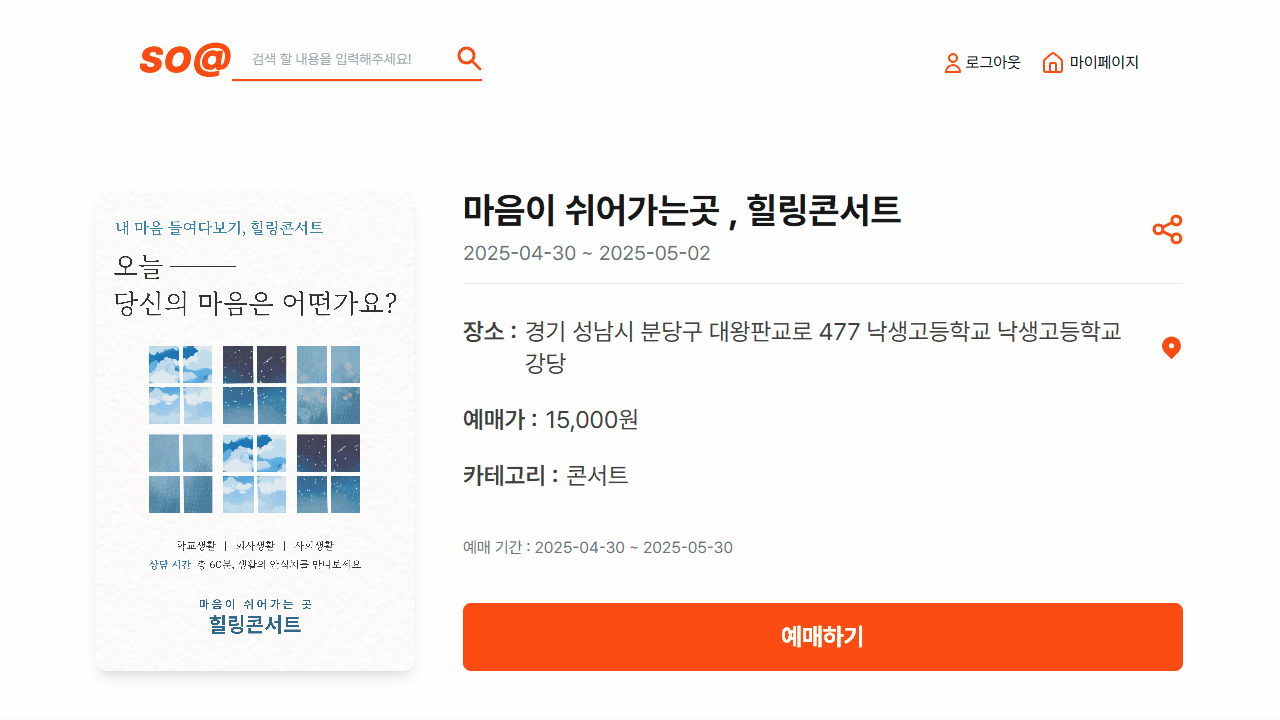 so@
검색 할 내용을 입력해주세요!
로그아웃
마이페이지
내 마음 들여다보기, 힐링콘서트
오늘
당신의 마음은 어떤가요?
학교생활 | 회사생활 | 사회생활
상담 시간 총 60분, 생활의 안식처를 만나보세요
마음이 쉬어가는 곳
힐링콘서트
마음이 쉬어가는곳 , 힐링콘서트
2025-04-30 ~ 2025-05-02
장소 : 경기 성남시 분당구 대왕판교로 477 낙생고등학교 낙생고등학교
강당
예매가 : 15,000원
카테고리 : 콘서트
예매 기간 : 2025-04-30 ~ 2025-05-30
예매하기